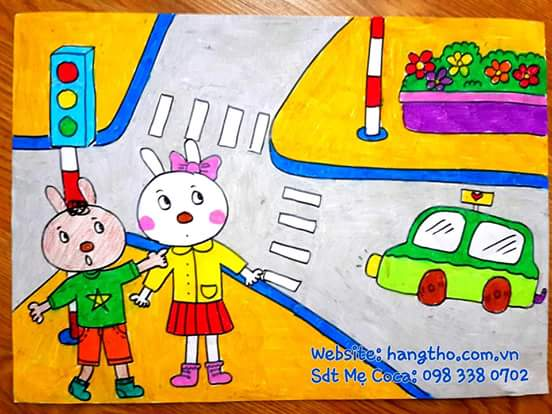 Website: hangtho.com.vn
Sdt Mẹ Coca: 098 338 0702